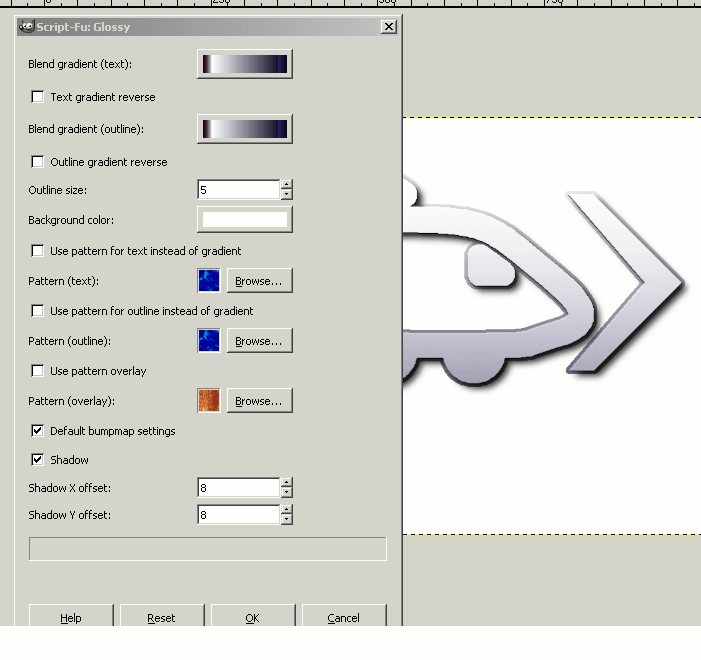 Script-Fu: Glossy
Blend gradient (text):
Text gradient reverse
Blend gradient (outline):
Outline gradient reverse
Outline size: 5
Background color:
Use pattern for text instead of gradient
Pattern (text): Browse...
Use pattern for outline instead of gradient
Pattern (outline): Browse...
Use pattern overlay
Pattern (overlay): Browse...
Default bumpmap settings
Shadow
Shadow X offset: 8
Shadow Y offset: 8
Help Reset OK Cancel